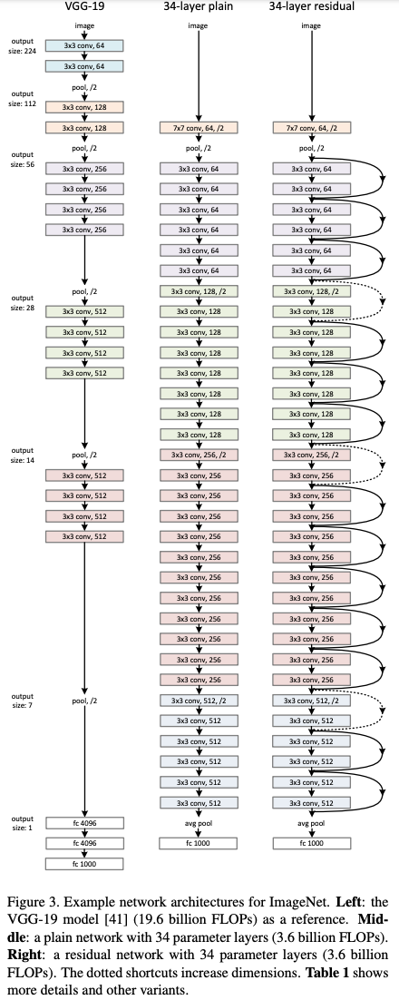 VGG-19
image
output
size: 224
3x3 conv, 64
3x3 conv, 64
output
size: 112
pool, /2
3x3 conv, 128
3x3 conv, 128
output
size: 56
pool, /2
3x3 conv, 256
3x3 conv, 256
3x3 conv, 256
3x3 conv, 256
output
size: 28
pool, /2
3x3 conv, 512
3x3 conv, 512
3x3 conv, 512
3x3 conv, 512
output
size: 14
pool, /2
3x3 conv, 512
3x3 conv, 512
3x3 conv, 512
3x3 conv, 512
output
size: 7
pool, /2
output
size: 1
fc 4096
fc 4096
fc 1000
34-layer plain
image
7x7 conv, 64, /2
pool, /2
3x3 conv, 64
3x3 conv, 64
3x3 conv, 64
3x3 conv, 64
3x3 conv, 64
3x3 conv, 64
3x3 conv, 128, /2
3x3 conv, 128
3x3 conv, 128
3x3 conv, 128
3x3 conv, 128
3x3 conv, 128
3x3 conv, 128
3x3 conv, 128
3x3 conv, 256, /2
3x3 conv, 256
3x3 conv, 256
3x3 conv, 256
3x3 conv, 256
3x3 conv, 256
3x3 conv, 256
3x3 conv, 256
3x3 conv, 256
3x3 conv, 256
3x3 conv, 256
3x3 conv, 256
3x3 conv, 512, /2
3x3 conv, 512
3x3 conv, 512
3x3 conv, 512
3x3 conv, 512
3x3 conv, 512
avg pool
fc 1000
34-layer residual
image
7x7 conv, 64, /2
pool, /2
3x3 conv, 64
3x3 conv, 64
3x3 conv, 64
3x3 conv, 64
3x3 conv, 64
3x3 conv, 64
3x3 conv, 128, /2
3x3 conv, 128
3x3 conv, 128
3x3 conv, 128
3x3 conv, 128
3x3 conv, 128
3x3 conv, 128
3x3 conv, 128
3x3 conv, 256, /2
3x3 conv, 256
3x3 conv, 256
3x3 conv, 256
3x3 conv, 256
3x3 conv, 256
3x3 conv, 256
3x3 conv, 256
3x3 conv, 256
3x3 conv, 256
3x3 conv, 256
3x3 conv, 256
3x3 conv, 512, /2
3x3 conv, 512
3x3 conv, 512
3x3 conv, 512
3x3 conv, 512
3x3 conv, 512
avg pool
fc 1000
Figure 3. Example network architectures for ImageNet. Left: the
VGG-19 model [41] (19.6 billion FLOPs) as a reference. Mid-
dle: a plain network with 34 parameter layers (3.6 billion FLOPs).
Right: a residual network with 34 parameter layers (3.6 billion
FLOPs). The dotted shortcuts increase dimensions. Table 1 shows
more details and other variants.